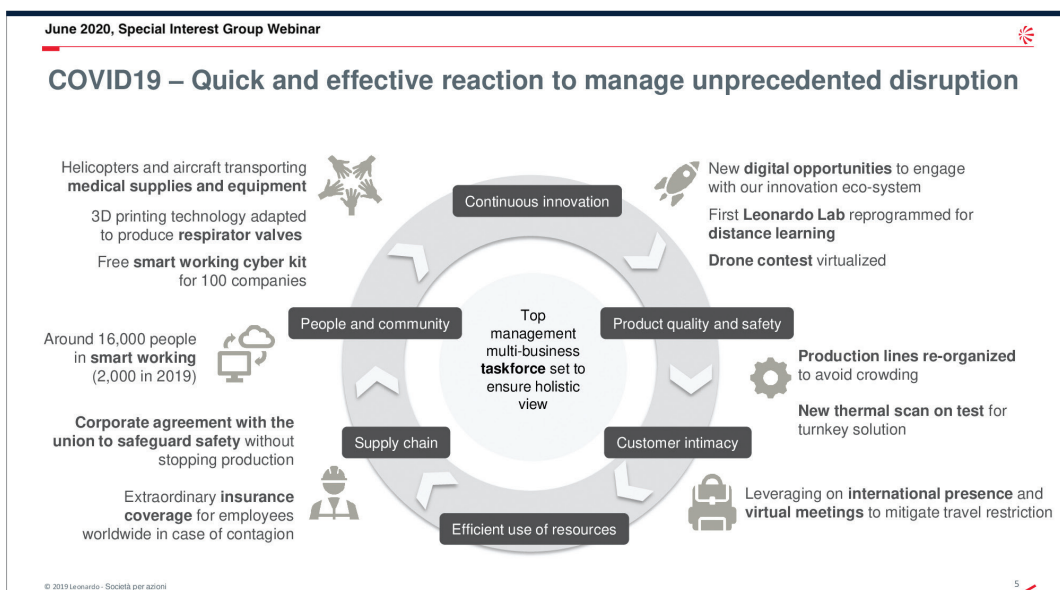 June 2020, Special Interest Group Webinar
COVID19 – Quick and effective reaction to manage unprecedented disruption
Helicopters and aircraft transporting
medical supplies and equipment
3D printing technology adapted
to produce respirator valves
Free smart working cyber kit
for 100 companies
Continuous innovation
New digital opportunities to engage
with our innovation eco-system
First Leonardo Lab reprogrammed for
distance learning
Drone contest virtualized
People and community
Top
management
multi-business
taskforce set to
ensure holistic
view
Product quality and safety
Around 16,000 people
in smart working
(2,000 in 2019)
Production lines re-organized
to avoid crowding
New thermal scan on test for
turnkey solution
Corporate agreement with the
union to safeguard safety without
stopping production
Supply chain
Customer intimacy
Extraordinary insurance
coverage for employees
worldwide in case of contagion
Efficient use of resources
Leveraging on international presence and
virtual meetings to mitigate travel restriction
© 2019 Leonardo - Società per azioni
5